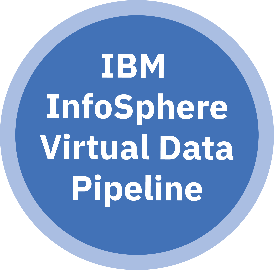 IBM
InfoSphere
Virtual Data
Pipeline